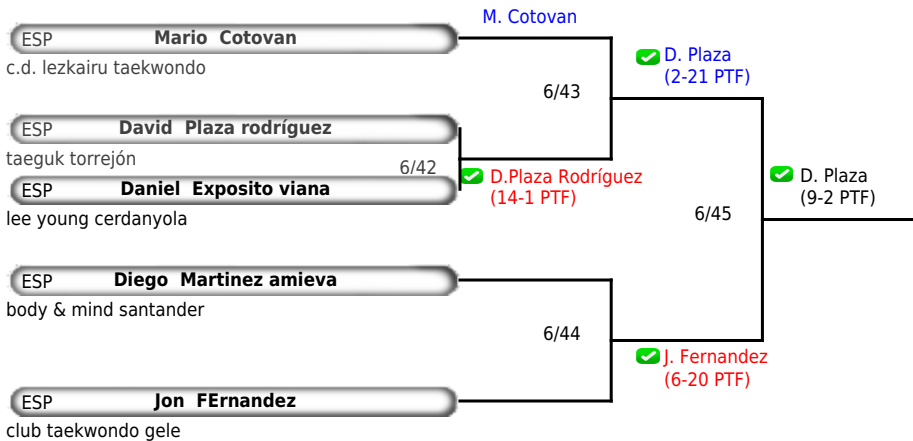 M. Cotovan
ESP Mario Cotovan
c.d. lezkairu taekwondo
D. Plaza
(2-21 PTF)
6/43
ESP David Plaza rodríguez
taeguk torrejón
6/42
D.Plaza Rodríguez
(14-1 PTF)
ESP Daniel Exposito viana
lee young cerdanyola
D. Plaza
(9-2 PTF)
6/45
ESP Diego Martinez amieva
body & mind santander
6/44
J. Fernandez
(6-20 PTF)
ESP Jon FErnandez
club taekwondo gele